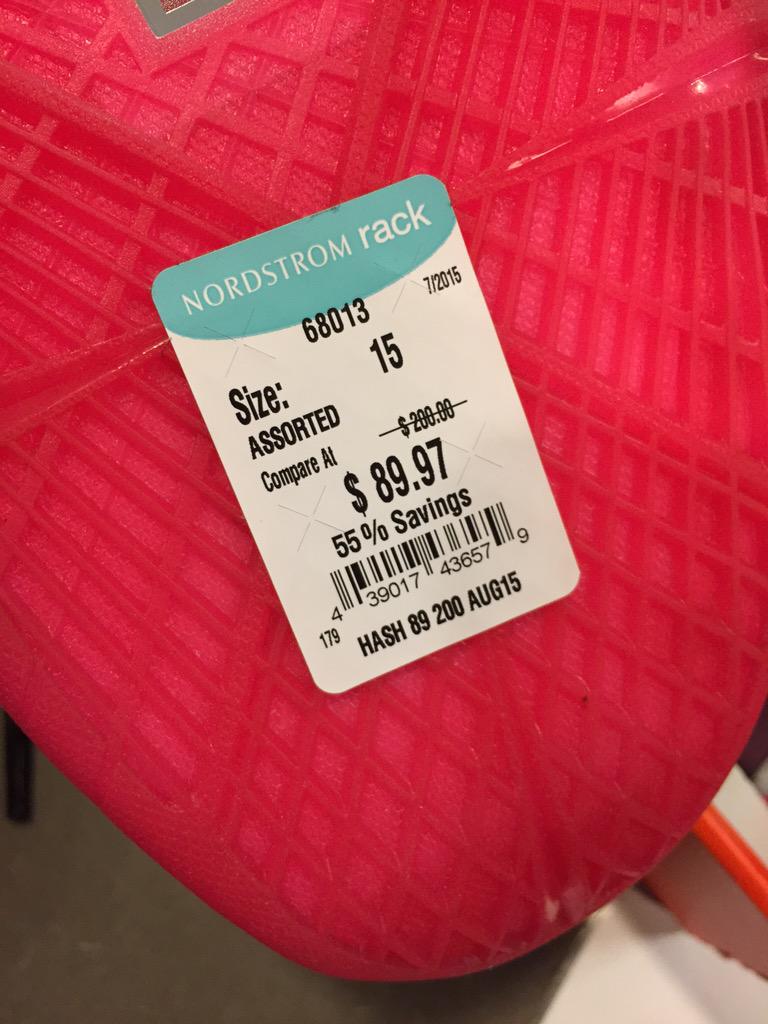 NORDSTROM rack
7/2015
68013
15
Size:
ASSORTED
$ 200.00
Compare At
$ 89.97
55% Savings
4 39017 43657 9
179
HASH 89 200 AUG15